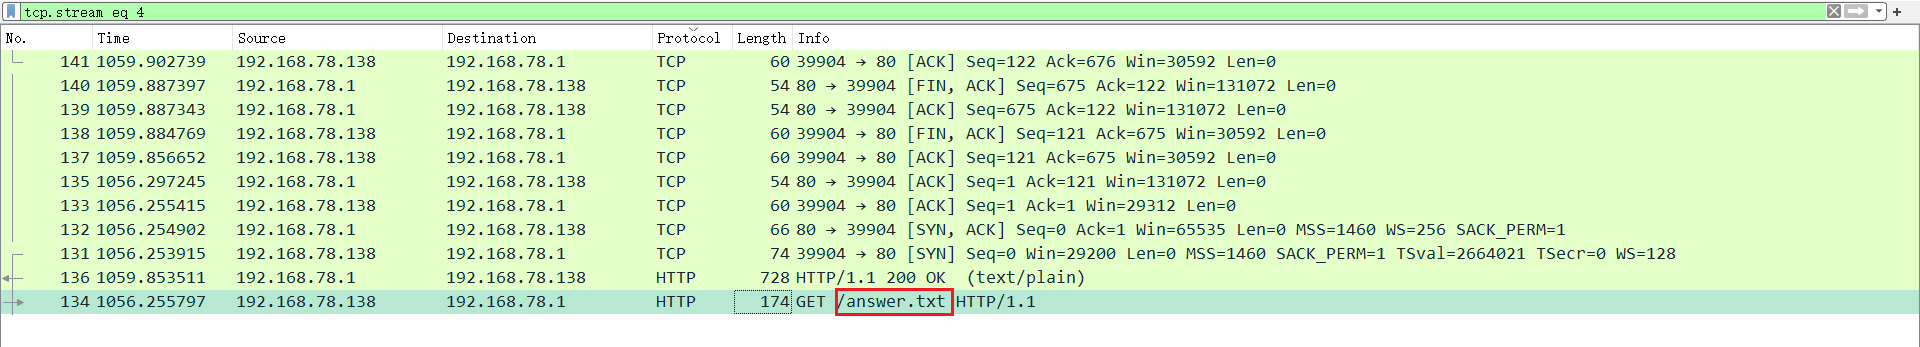 tcp.stream eq 4
No. Time Source Destination Protocol Length Info
141 1059.902739 192.168.78.138 192.168.78.1 TCP 60 39904 → 80 [ACK] Seq=122 Ack=676 Win=30592 Len=0
140 1059.887397 192.168.78.1 192.168.78.138 TCP 54 80 → 39904 [FIN, ACK] Seq=675 Ack=122 Win=131072 Len=0
139 1059.887343 192.168.78.1 192.168.78.138 TCP 54 80 → 39904 [ACK] Seq=675 Ack=122 Win=131072 Len=0
138 1059.884769 192.168.78.138 192.168.78.1 TCP 60 39904 → 80 [FIN, ACK] Seq=121 Ack=675 Win=30592 Len=0
137 1059.856652 192.168.78.138 192.168.78.1 TCP 60 39904 → 80 [ACK] Seq=121 Ack=675 Win=30592 Len=0
135 1056.297245 192.168.78.1 192.168.78.138 TCP 54 80 → 39904 [ACK] Seq=1 Ack=121 Win=131072 Len=0
133 1056.255415 192.168.78.138 192.168.78.1 TCP 60 39904 → 80 [ACK] Seq=1 Ack=1 Win=29312 Len=0
132 1056.254902 192.168.78.1 192.168.78.138 TCP 66 80 → 39904 [SYN, ACK] Seq=0 Ack=1 Win=65535 Len=0 MSS=1460 WS=256 SACK_PERM=1
131 1056.253915 192.168.78.138 192.168.78.1 TCP 74 39904 → 80 [SYN] Seq=0 Win=29200 Len=0 MSS=1460 SACK_PERM=1 TSval=2664021 TSecr=0 WS=128
136 1059.853511 192.168.78.1 192.168.78.138 HTTP 728 HTTP/1.1 200 OK (text/plain)
134 1056.255797 192.168.78.138 192.168.78.1 HTTP 174 GET /answer.txt HTTP/1.1